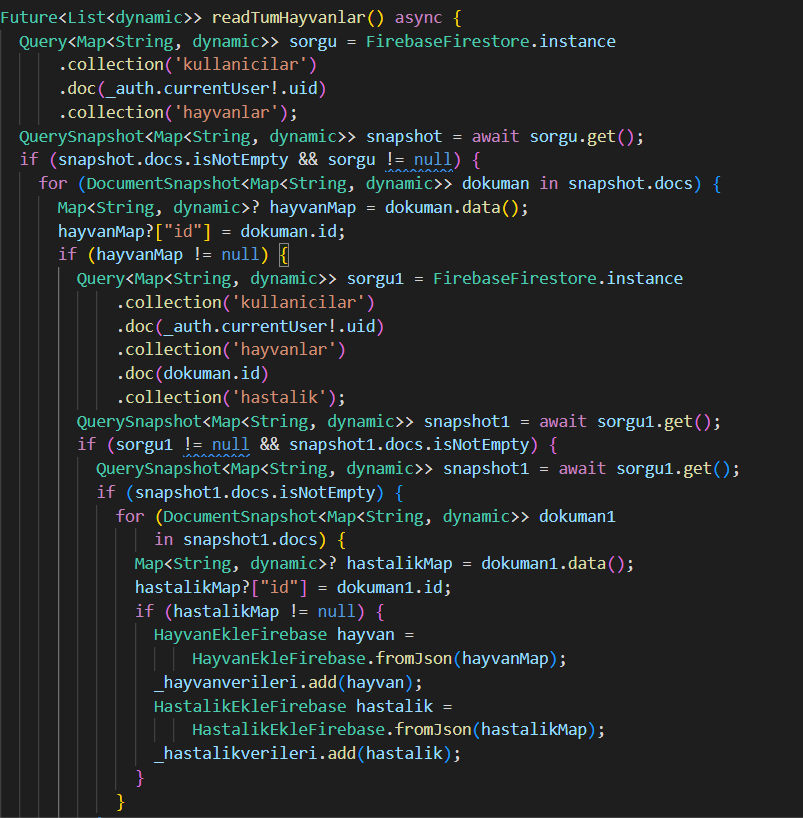 Future<List<dynamic>> readTumHayvanlar() async {
  Query<Map<String, dynamic>> sorgu = FirebaseFirestore.instance
      .collection('kullanicilar')
      .doc(_auth.currentUser!.uid)
      .collection('hayvanlar');
  QuerySnapshot<Map<String, dynamic>> snapshot = await sorgu.get();
  if (snapshot.docs.isNotEmpty && sorgu != null) {
    for (DocumentSnapshot<Map<String, dynamic>> dokuman in snapshot.docs) {
      Map<String, dynamic>? hayvanMap = dokuman.data();
      hayvanMap?["id"] = dokuman.id;
      if (hayvanMap != null) {
        Query<Map<String, dynamic>> sorgu1 = FirebaseFirestore.instance
            .collection('kullanicilar')
            .doc(_auth.currentUser!.uid)
            .collection('hayvanlar')
            .doc(dokuman.id)
            .collection('hastalik');
        QuerySnapshot<Map<String, dynamic>> snapshot1 = await sorgu1.get();
        if (sorgu1 != null && snapshot1.docs.isNotEmpty) {
          QuerySnapshot<Map<String, dynamic>> snapshot1 = await sorgu1.get();
          if (snapshot1.docs.isNotEmpty) {
            for (DocumentSnapshot<Map<String, dynamic>> dokuman1
                in snapshot1.docs) {
              Map<String, dynamic>? hastalikMap = dokuman1.data();
              hastalikMap?["id"] = dokuman1.id;
              if (hastalikMap != null) {
                HayvanEkleFirebase hayvan =
                    HayvanEkleFirebase.fromJson(hayvanMap);
                _hayvanverileri.add(hayvan);
                HastalikEkleFirebase hastalik =
                    HastalikEkleFirebase.fromJson(hastalikMap);
                _hastalikverileri.add(hastalik);
              }
            }